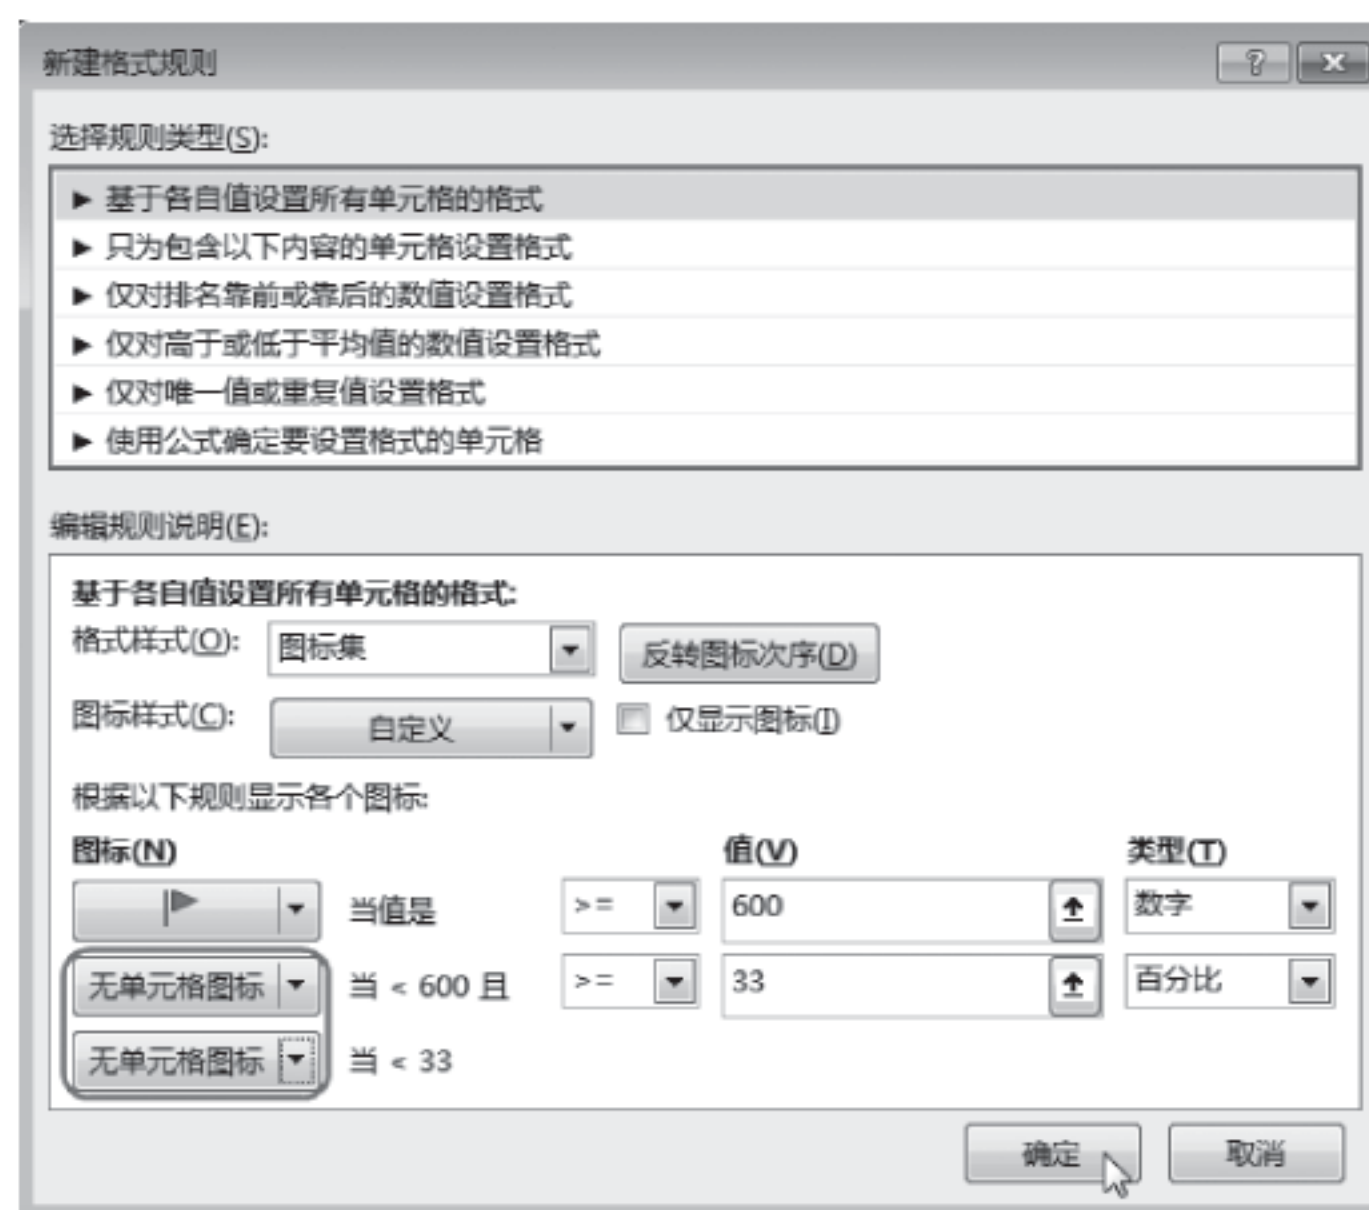 新建格式规则
选择规则类型(S):
► 基于各自值设置所有单元格的格式
► 只为包含以下内容的单元格设置格式
► 仅对排名靠前或靠后的数值设置格式
► 仅对高于或低于平均值的数值设置格式
► 仅对唯一值或重复值设置格式
► 使用公式确定要设置格式的单元格
编辑规则说明(E):
基于各自值设置所有单元格的格式:
格式样式(O): 图标集 反转图标次序(D)
图标样式(C): 自定义 仅显示图标(I)
根据以下规则显示各个图标:
图标(N) 值(V) 类型(T)
当值是 >= 600 数字
无单元格图标 当 < 600 且 >= 33 百分比
无单元格图标 当 < 33
确定 取消